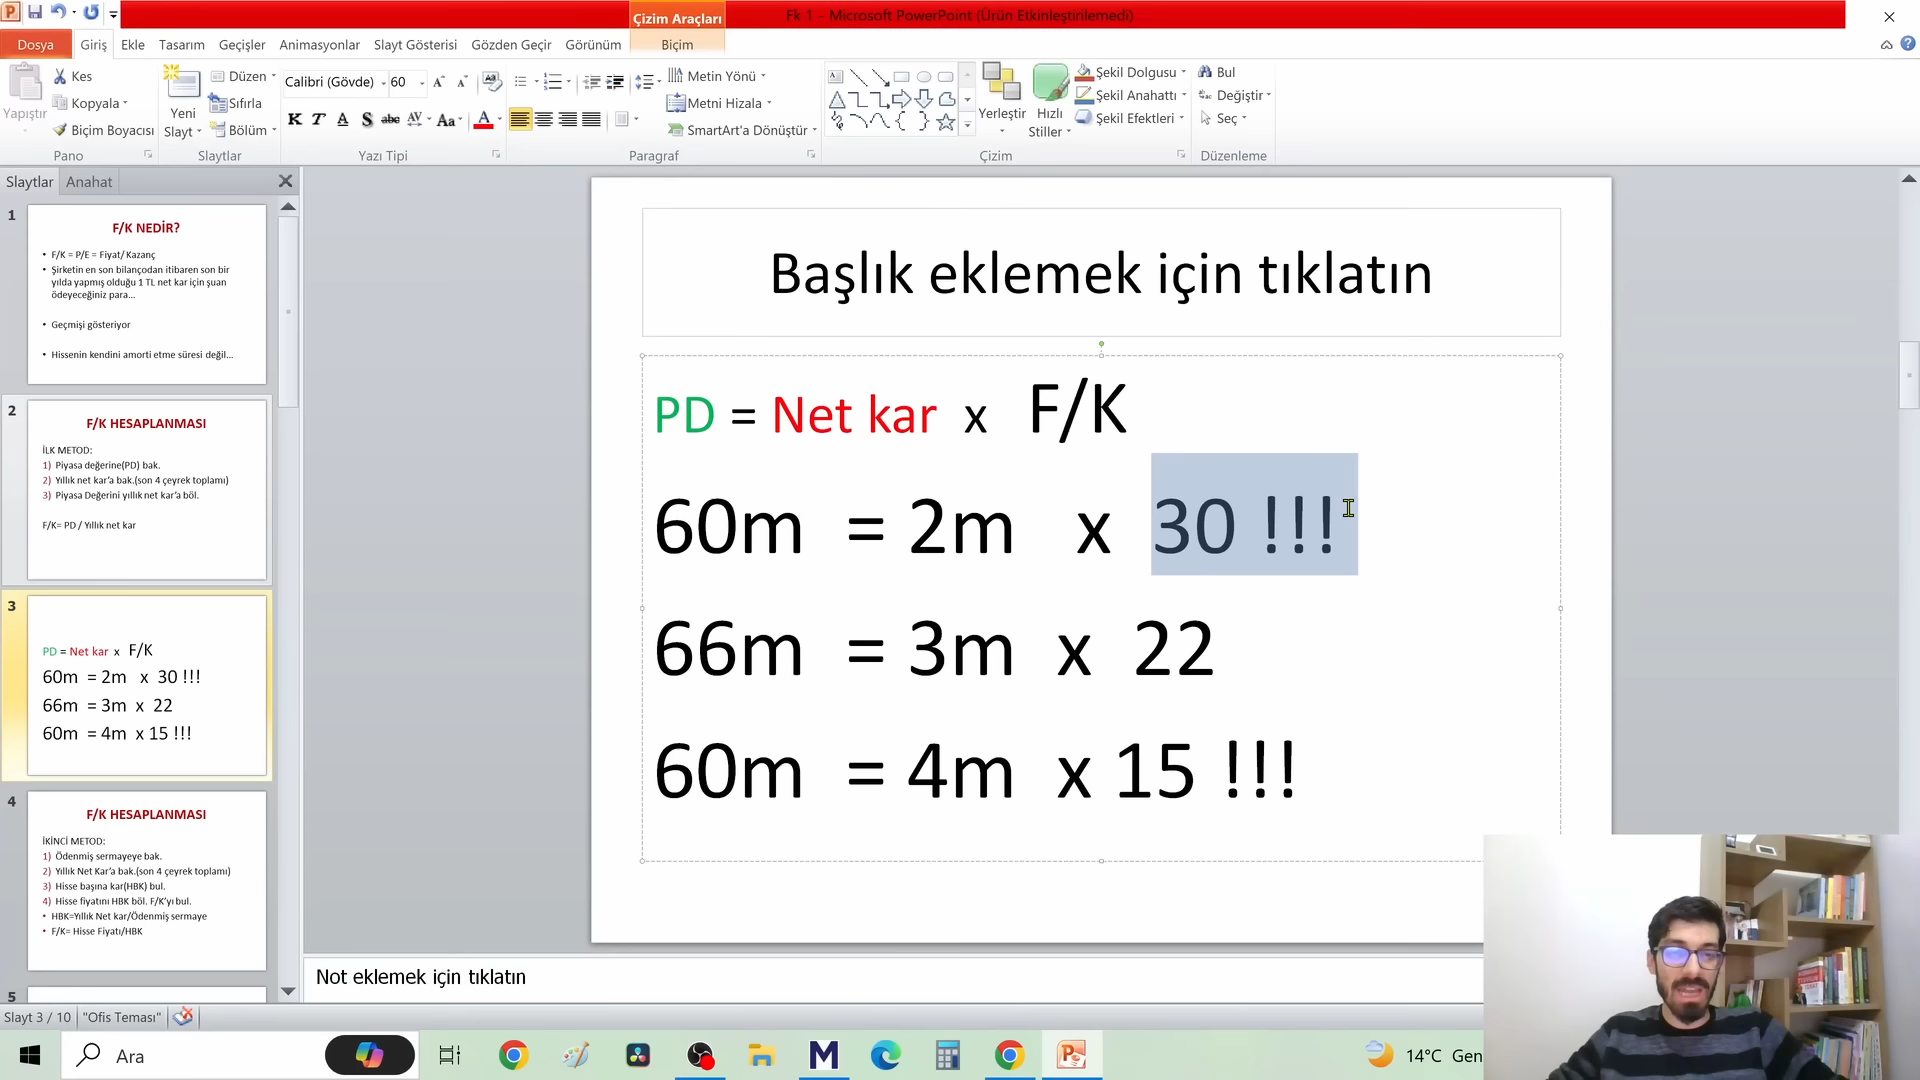 Çizim Araçları
Fk 1 - Microsoft PowerPoint (Ürün Etkinleştirilemedi)
Dosya
Giriş
Ekle
Tasarım
Geçişler
Animasyonlar
Slayt Gösterisi
Gözden Geçir
Görünüm
Biçim
Yapıştır
Kes
Kopyala
Biçim Boyacısı
Pano
Yeni
Slayt
Düzen
Sıfırla
Bölüm
Slaytlar
Calibri (Gövde)
60
K T A S abc AV Aa A
Yazı Tipi
Metin Yönü
Metni Hizala
SmartArt'a Dönüştür
Paragraf
Yerleştir
Hızlı
Stiller
Şekil Dolgusu
Şekil Anahattı
Şekil Efektleri
Çizim
Bul
Değiştir
Seç
Düzenleme
Slaytlar
Anahat
1
F/K NEDİR?
• F/K = P/E = Fiyat/Kazanç
• Şirketin en son bilançodan itibaren son bir
yılda yapmış olduğu 1 TL net kar için şuan
ödeyeceğiniz para...
• Geçmişi gösteriyor
• Hissenin kendini amorti etme süresi değil...
2
F/K HESAPLANMASI
İLK METOD:
1) Piyasa değerine(PD) bak.
2) Yıllık net kar'a bak.(son 4 çeyrek toplamı)
3) Piyasa Değerini yıllık net kar'a böl.
F/K= PD / Yıllık net kar
3
PD = Net kar x F/K
60m = 2m x 30 !!!
66m = 3m x 22
60m = 4m x 15 !!!
4
F/K HESAPLANMASI
İKİNCİ METOD:
1) Ödenmiş sermayeye bak.
2) Yıllık Net Kar'a bak.(son 4 çeyrek toplamı)
3) Hisse başına kar(HBK) bul.
4) Hisse fiyatını HBK böl. F/K'yı bul.
• HBK=Yıllık Net kar/Ödenmiş sermaye
• F/K= Hisse Fiyatı/HBK
5
Başlık eklemek için tıklatın
PD = Net kar x F/K
60m = 2m x 30 !!!
66m = 3m x 22
60m = 4m x 15 !!!
Not eklemek için tıklatın
Slayt 3 / 10
"Ofis Teması"
Ara
14°C Gen